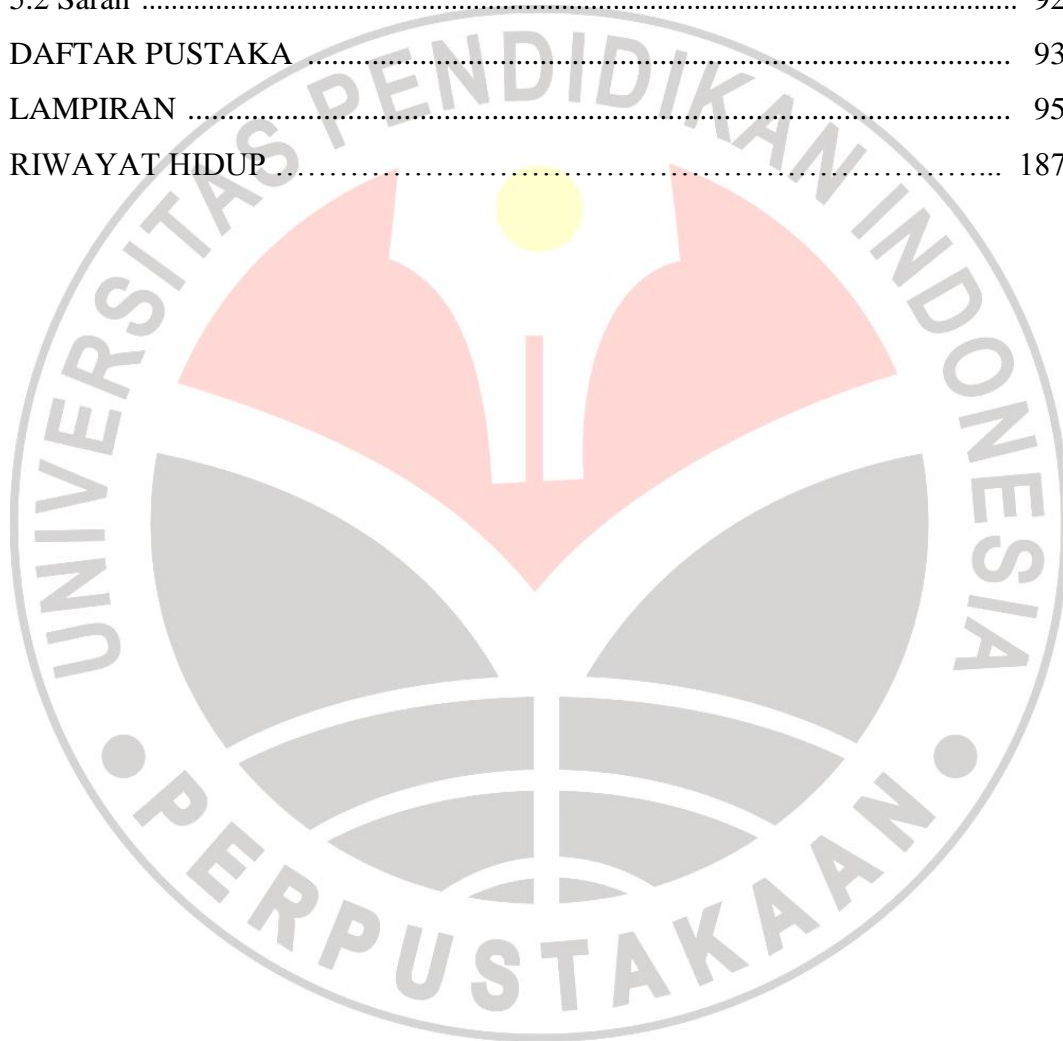 5.2 Saran .......................................................................................................... 92
DAFTAR PUSTAKA ..................................................................................... 93
LAMPIRAN .................................................................................................... 95
RIWAYAT HIDUP ………………………………………………………………... 187
UNIVERSITAS PENDIDIKAN INDONESIA
PERPUSTAKAAN